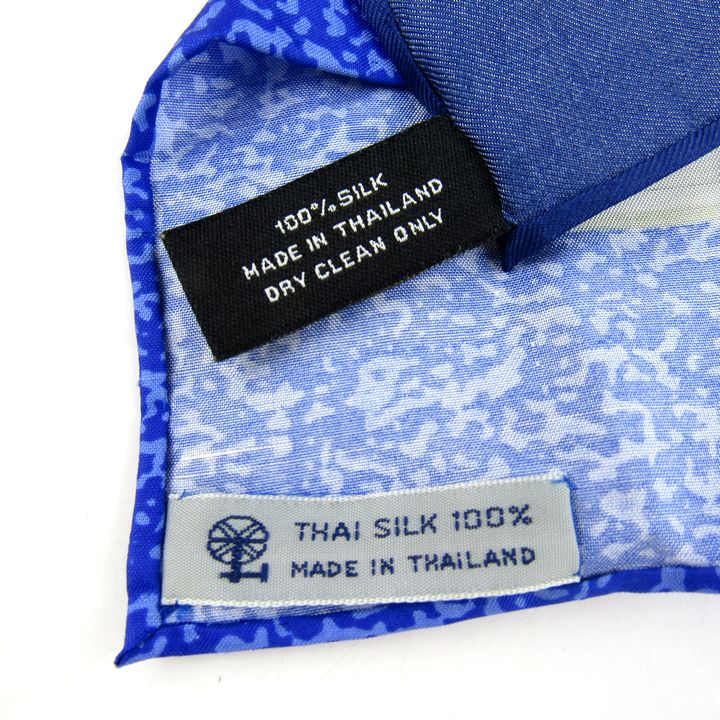 100% SILK
MADE IN THAILAND
DRY CLEAN ONLY
THAI SILK 100%
MADE IN THAILAND